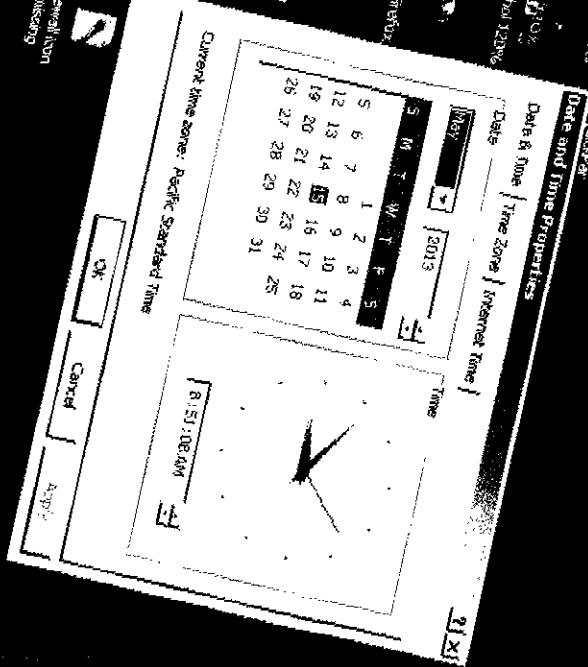 Date and Time Properties
? X
Date & Time
Time Zone
Internet Time
Date
May
2013
S M T W T F S
1 2 3 4
5 6 7 8 9 10 11
12 13 14 15 16 17 18
19 20 21 22 23 24 25
26 27 28 29 30 31
Time
8:51:08 AM
Current time zone: Pacific Standard Time
OK
Cancel
Apply
120%
missing